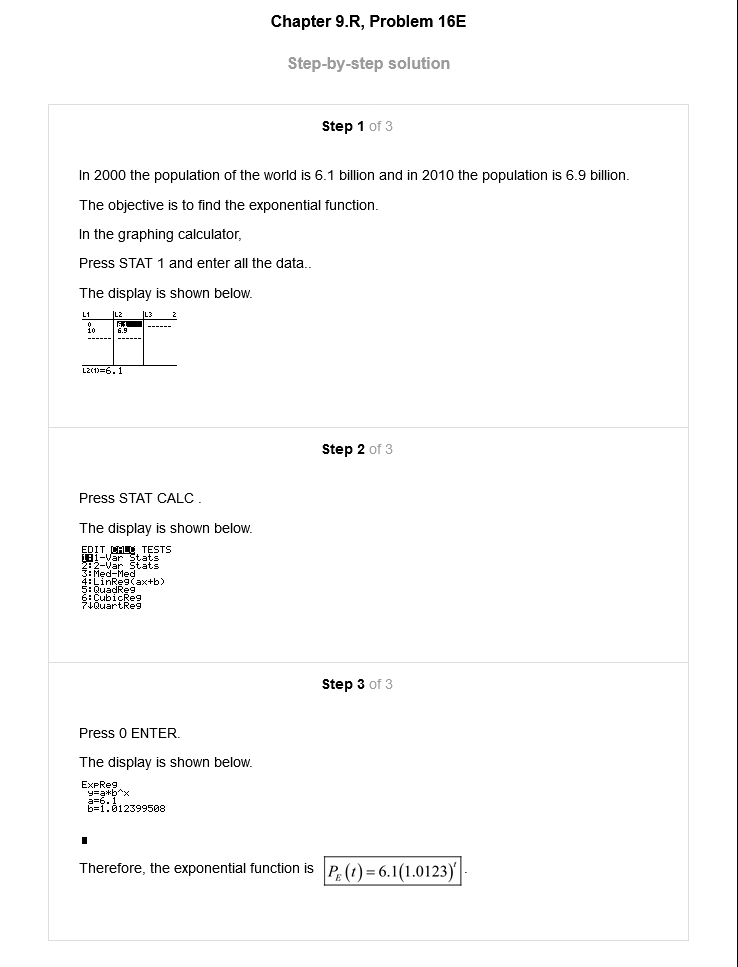 Chapter 9.R, Problem 16E
Step-by-step solution
Step 1 of 3
In 2000 the population of the world is 6.1 billion and in 2010 the population is 6.9 billion.
The objective is to find the exponential function.
In the graphing calculator,
Press STAT 1 and enter all the data..
The display is shown below.
L1 L2 L3 2
0 6.1 ------
10 6.9
------ ------
L2(1)=6.1
Step 2 of 3
Press STAT CALC .
The display is shown below.
EDIT CALC TESTS
1:1-Var Stats
2:2-Var Stats
3:Med-Med
4:LinReg(ax+b)
5:QuadReg
6:CubicReg
7↓QuartReg
Step 3 of 3
Press 0 ENTER.
The display is shown below.
ExpReg
y=a*b^x
a=6.1
b=1.012399508
Therefore, the exponential function is P_E (t) = 6.1(1.0123)^t .